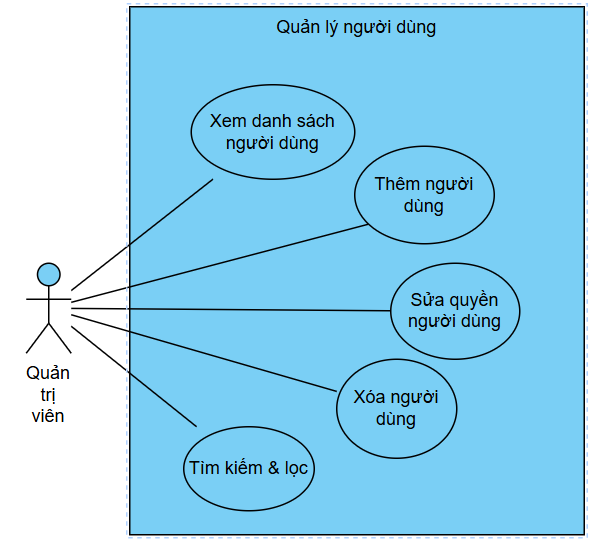 Quản lý người dùng
Xem danh sách
người dùng
Thêm người
dùng
Sửa quyền
người dùng
Xóa người
dùng
Tìm kiếm & lọc
Quản
trị
viên